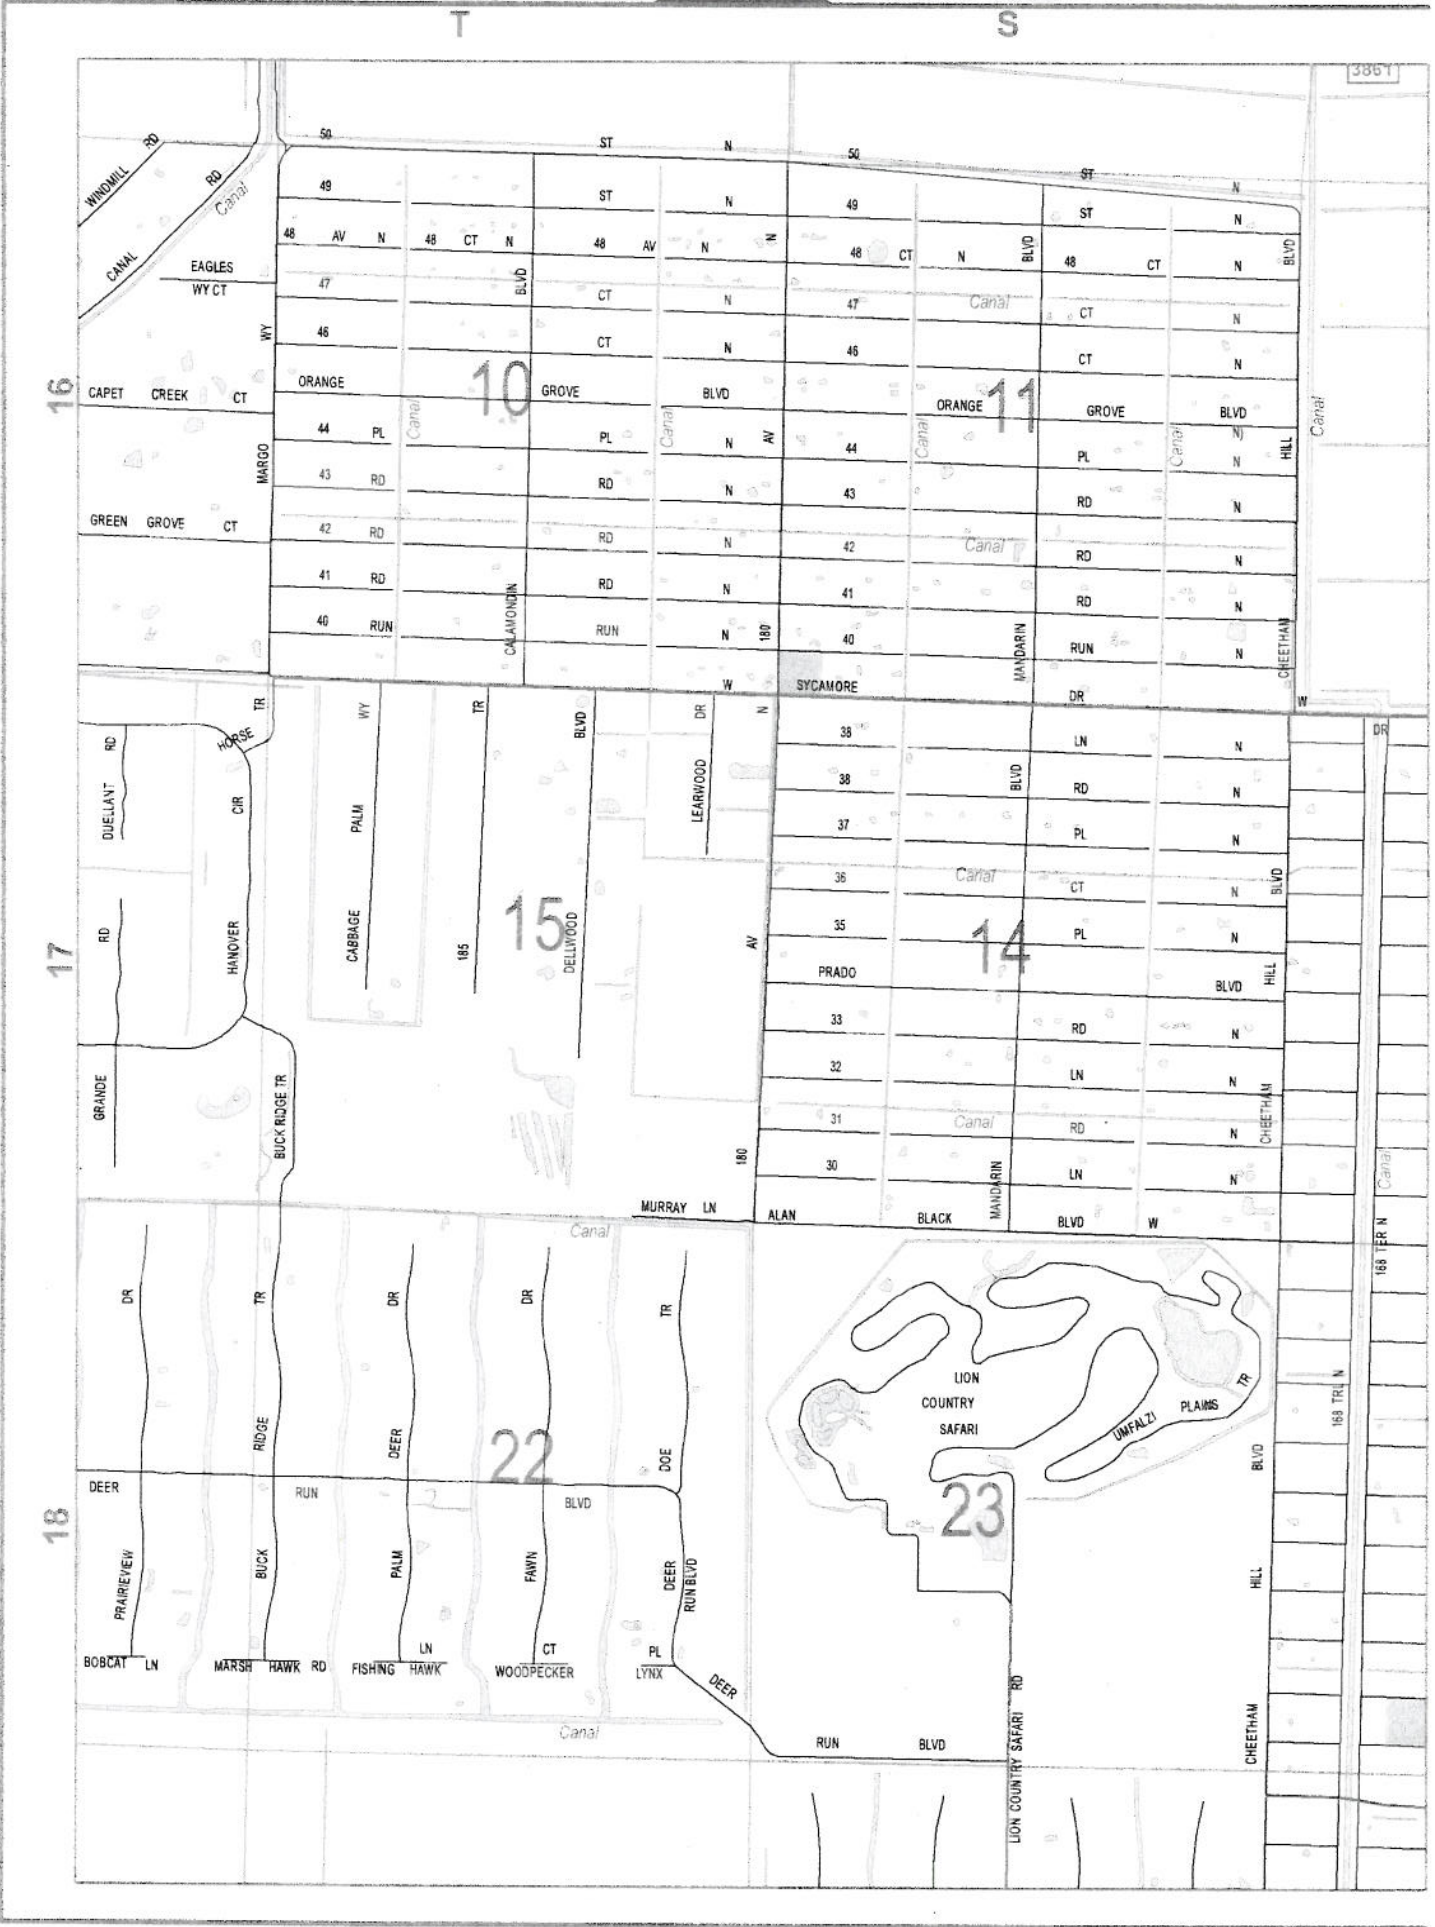 T S
3867
50 ST N 50 ST N
WINDMILL RD
CANAL RD
Canal
49 ST N 49 ST N
48 AV N 48 CT N 48 AV N 48 CT N 48 CT N
EAGLES
WY CT
47 CT N 47 Canal CT N
46 CT N 46 CT N
16
CAPET CREEK CT
ORANGE GROVE BLVD ORANGE GROVE BLVD
10 11
Canal Canal Canal Canal Canal
44 PL PL N 44 PL N
43 RD RD N 43 RD N
GREEN GROVE CT
42 RD RD N 42 Canal RD N
41 RD RD N 41 RD N
40 RUN RUN N 40 RUN N
MARGO WY
CALAMONDIN BLVD
180 AV N
MANDARIN BLVD
CHEETHAM HILL BLVD
W SYCAMORE DR W DR
HORSE TR
DUELLANT RD
HANOVER CIR
CABBAGE PALM WY
185 TR
DELLWOOD BLVD
LEARWOOD DR
180 AV N
38 LN N
38 RD N
37 PL N
36 Canal CT N
35 PL N
17
15 14
PRADO BLVD
33 RD N
32 LN N
31 Canal RD N
30 LN N
MANDARIN BLVD
CHEETHAM HILL BLVD
GRANDE RD
BUCK RIDGE TR
MURRAY LN ALAN BLACK BLVD W
Canal
Canal
168 TER N
168 TRL N
PRAIRIEVIEW DR
BUCK RIDGE TR
PALM DEER DR
FAWN DR
DOE TR
LION
COUNTRY
SAFARI
UMFALZI PLAINS TR
22 23
18
DEER RUN BLVD
DEER
RUN BLVD
BOBCAT LN
MARSH HAWK RD
FISHING HAWK LN
WOODPECKER CT
LYNX PL
DEER RUN BLVD
Canal
LION COUNTRY SAFARI RD
CHEETHAM HILL BLVD